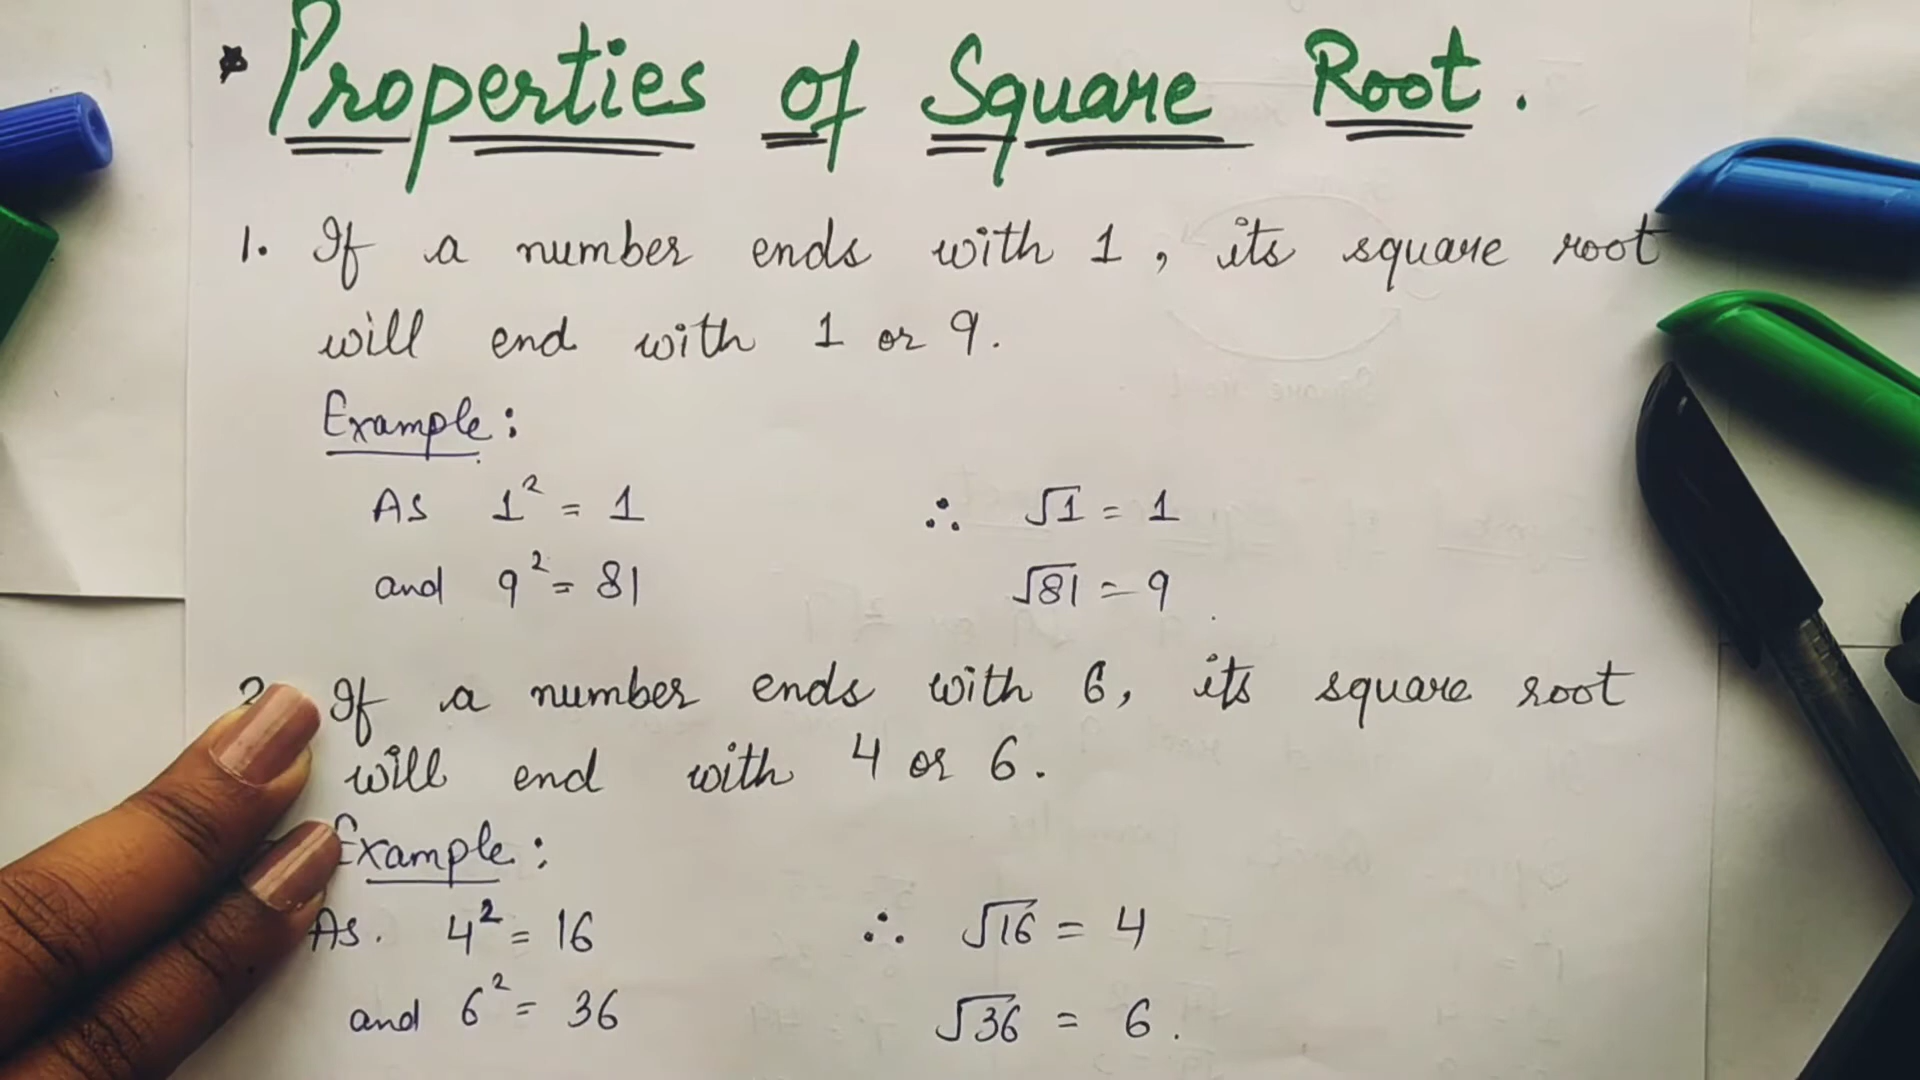 Properties of Square Root.
1. If a number ends with 1, its square root
will end with 1 or 9.
Example:
As 1² = 1 ∴ √1 = 1
and 9² = 81 √81 = 9
2 If a number ends with 6, its square root
will end with 4 or 6.
Example:
As. 4² = 16 ∴ √16 = 4
and 6² = 36 √36 = 6.